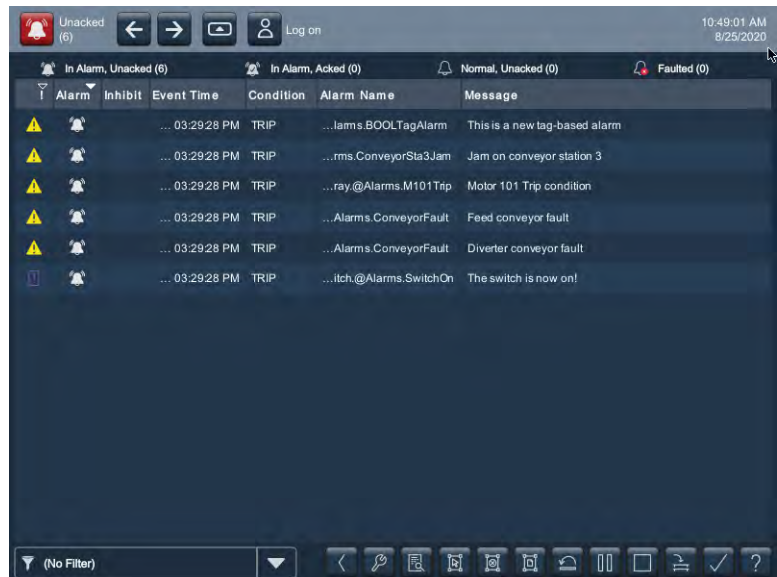 Unacked
(6)
Log on
10:49:01 AM
8/25/2020
In Alarm, Unacked (6) In Alarm, Acked (0) Normal, Unacked (0) Faulted (0)
! Alarm Inhibit Event Time Condition Alarm Name Message
... 03:29:28 PM TRIP ...larms.BOOLTagAlarm This is a new tag-based alarm
... 03:29:28 PM TRIP ...rms.ConveyorSta3Jam Jam on conveyor station 3
... 03:29:28 PM TRIP ...ray.@Alarms.M101Trip Motor 101 Trip condition
... 03:29:28 PM TRIP ...Alarms.ConveyorFault Feed conveyor fault
... 03:29:28 PM TRIP ...Alarms.ConveyorFault Diverter conveyor fault
... 03:29:28 PM TRIP ...itch.@Alarms.SwitchOn The switch is now on!
(No Filter)
?